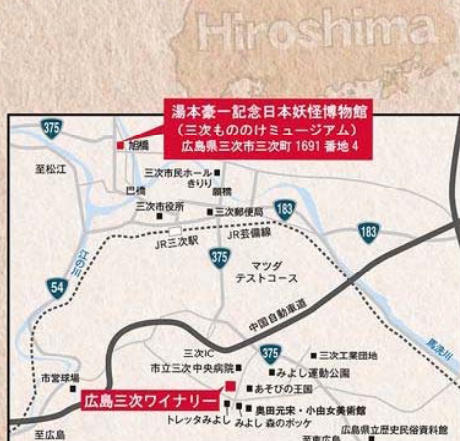 Hiroshima
湯本豪一記念日本妖怪博物館
(三次もののけミュージアム)
広島県三次市三次町 1691 番地 4
375
旭橋
至松江
三次市民ホール
きりり
巴橋
願橋
三次市役所
三次郵便局
183
JR三次駅
JR芸備線
183
江の川
375
マツダ
テストコース
54
中国自動車道
馬洗川
三次IC
375
三次工業団地
市立三次中央病院
みよし運動公園
市営球場
あそびの王国
広島三次ワイナリー
奥田元宋・小由女美術館
トレッタみよし
みよし 森のポッケ
広島県立歴史民俗資料館
至広島
至東広島